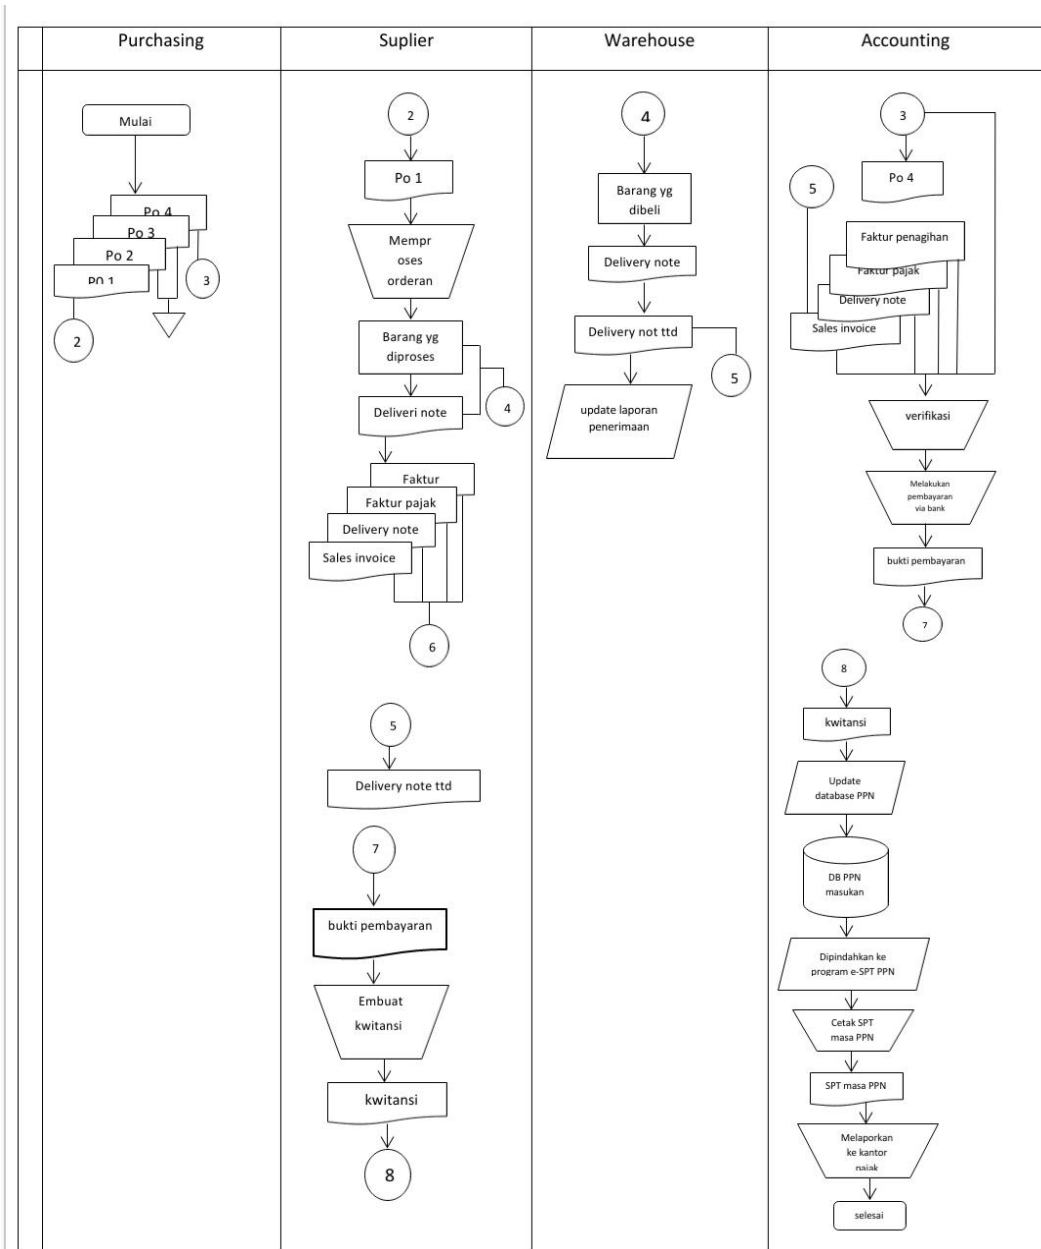 Purchasing
Suplier
Warehouse
Accounting
Mulai
Po 4
Po 3
Po 2
PO 1
3
2
2
Po 1
Mempr
oses
orderan
Barang yg
diproses
4
Deliveri note
Faktur
Faktur pajak
Delivery note
Sales invoice
6
5
Delivery note ttd
7
bukti pembayaran
Embuat
kwitansi
kwitansi
8
4
Barang yg
dibeli
Delivery note
Delivery not ttd
5
update laporan
penerimaan
3
Po 4
5
Faktur penagihan
Faktur pajak
Delivery note
Sales invoice
verifikasi
Melakukan
pembayaran
via bank
bukti pembayaran
7
8
kwitansi
Update
database PPN
DB PPN
masukan
Dipindahkan ke
program e-SPT PPN
Cetak SPT
masa PPN
SPT masa PPN
Melaporkan
ke kantor
pajak
selesai